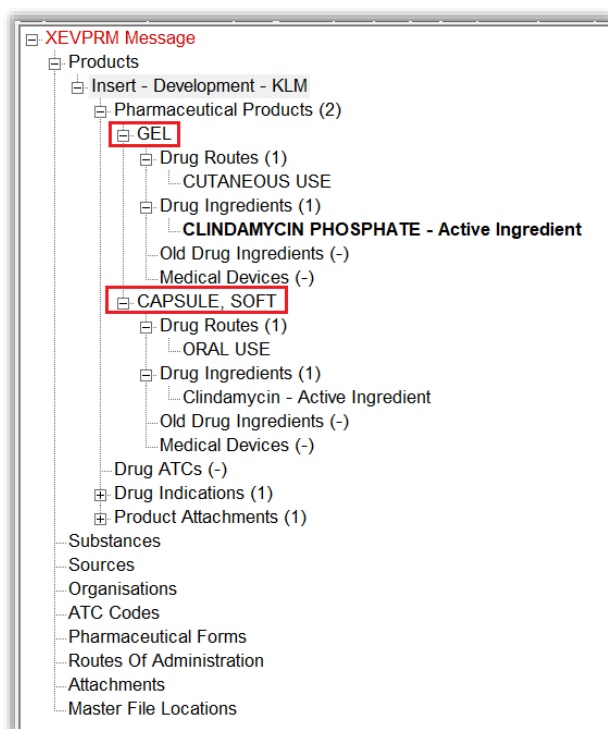 XEVPRM Message
Products
Insert - Development - KLM
Pharmaceutical Products (2)
GEL
Drug Routes (1)
CUTANEOUS USE
Drug Ingredients (1)
CLINDAMYCIN PHOSPHATE - Active Ingredient
Old Drug Ingredients (-)
Medical Devices (-)
CAPSULE, SOFT
Drug Routes (1)
ORAL USE
Drug Ingredients (1)
Clindamycin - Active Ingredient
Old Drug Ingredients (-)
Medical Devices (-)
Drug ATCs (-)
Drug Indications (1)
Product Attachments (1)
Substances
Sources
Organisations
ATC Codes
Pharmaceutical Forms
Routes Of Administration
Attachments
Master File Locations